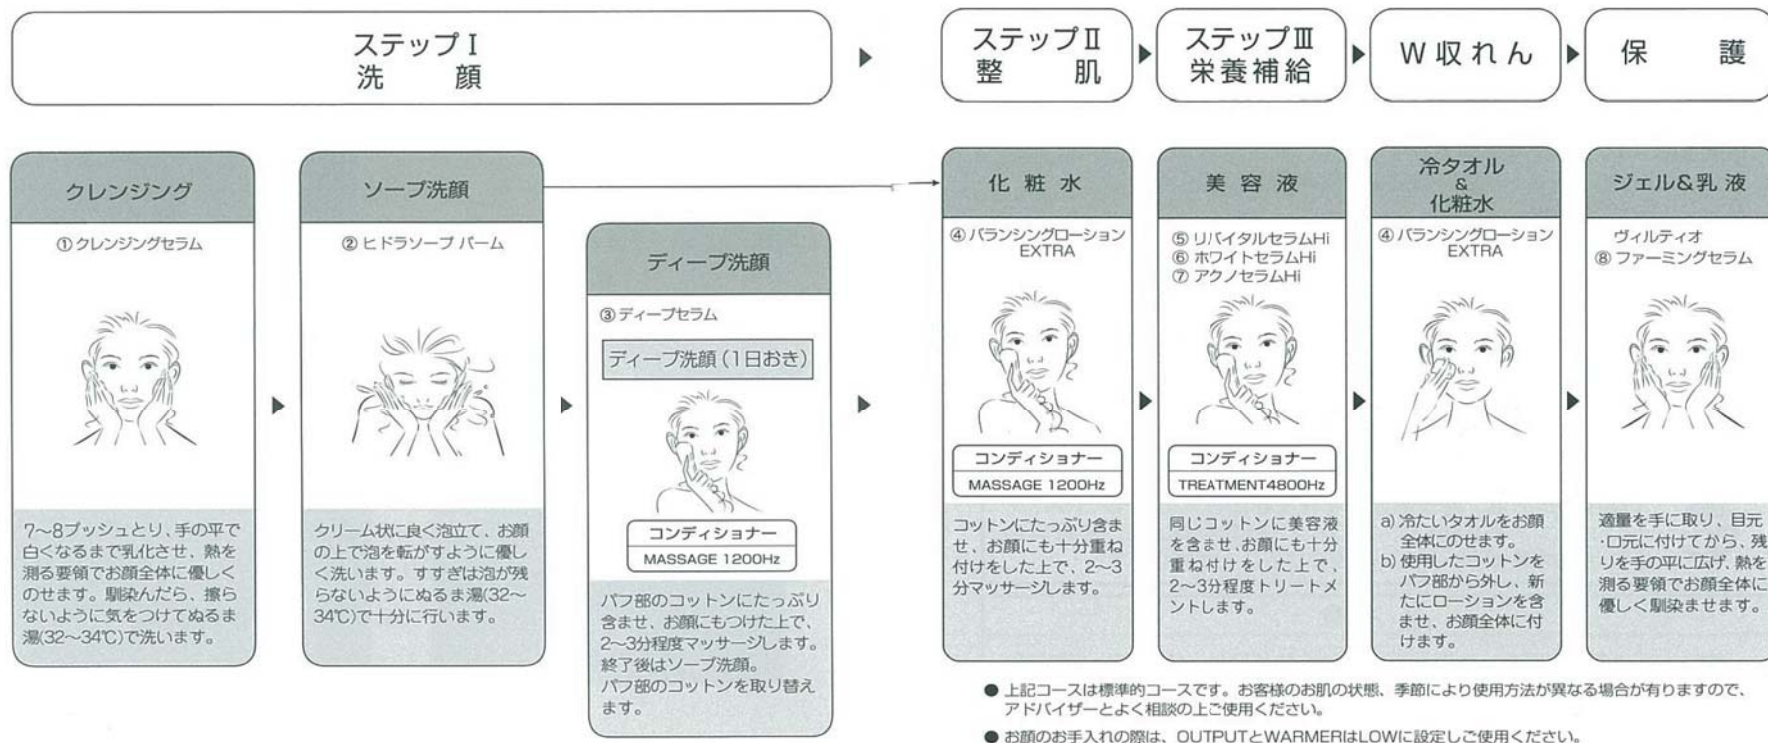 ステップⅠ
洗 顔
ステップⅡ
整 肌
ステップⅢ
栄養補給
W収れん
保 護
クレンジング
①クレンジングセラム
7〜8プッシュとり、手の平で
白くなるまで乳化させ、熱を
測る要領でお顔全体に優しく
のせます。馴染んだら、擦ら
ないように気をつけてぬるま
湯(32〜34℃)で洗います。
ソープ洗顔
②ヒドラソープ バーム
クリーム状に良く泡立て、お顔
の上で泡を転がすように優し
く洗います。すすぎは泡が残
らないようにぬるま湯(32〜
34℃)で十分に行います。
ディープ洗顔
③ディープセラム
ディープ洗顔(1日おき)
コンディショナー
MASSAGE 1200Hz
パフ部のコットンにたっぷり
含ませ、お顔にもつけた上で、
2〜3分程度マッサージします。
終了後はソープ洗顔。
パフ部のコットンを取り替え
ます。
化粧水
④バランシングローション
EXTRA
コンディショナー
MASSAGE 1200Hz
コットンにたっぷり含ま
せ、お顔にも十分重ね
付けをした上で、2〜3
分マッサージします。
美容液
⑤リバイタルセラムHi
⑥ホワイトセラムHi
⑦アクノセラムHi
コンディショナー
TREATMENT4800Hz
同じコットンに美容液
を含ませ、お顔にも十分
重ね付けをした上で、
2〜3分程度トリートメ
ントします。
冷タオル
&
化粧水
④バランシングローション
EXTRA
a)冷たいタオルをお顔
全体にのせます。
b)使用したコットンを
パフ部から外し、新
たにローションを含
ませ、お顔全体に付
けます。
ジェル&乳液
ヴィルティオ
⑧ファーミングセラム
適量を手に取り、目元
・口元に付けてから、残
りを手の平に広げ、熱を
測る要領でお顔全体に
優しく馴染ませます。
●上記コースは標準的コースです。お客様のお肌の状態、季節により使用方法が異なる場合が有りますので、
アドバイザーとよく相談の上ご使用ください。
●お顔のお手入れの際は、OUTPUTとWARMERはLOWに設定しご使用ください。